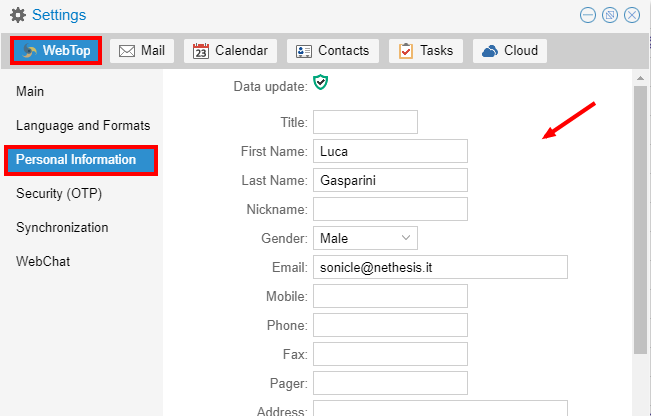 Settings
WebTop Mail 23 Calendar Contacts Tasks Cloud
Main
Language and Formats
Personal Information
Security (OTP)
Synchronization
WebChat
Data update:
Title:
First Name: Luca
Last Name: Gasparini
Nickname:
Gender: Male
Email: sonicle@nethesis.it
Mobile:
Phone:
Fax:
Pager:
Address: